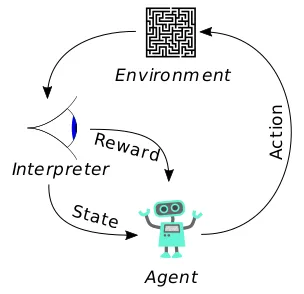 Environment
Reward
Action
Interpreter
State
Agent